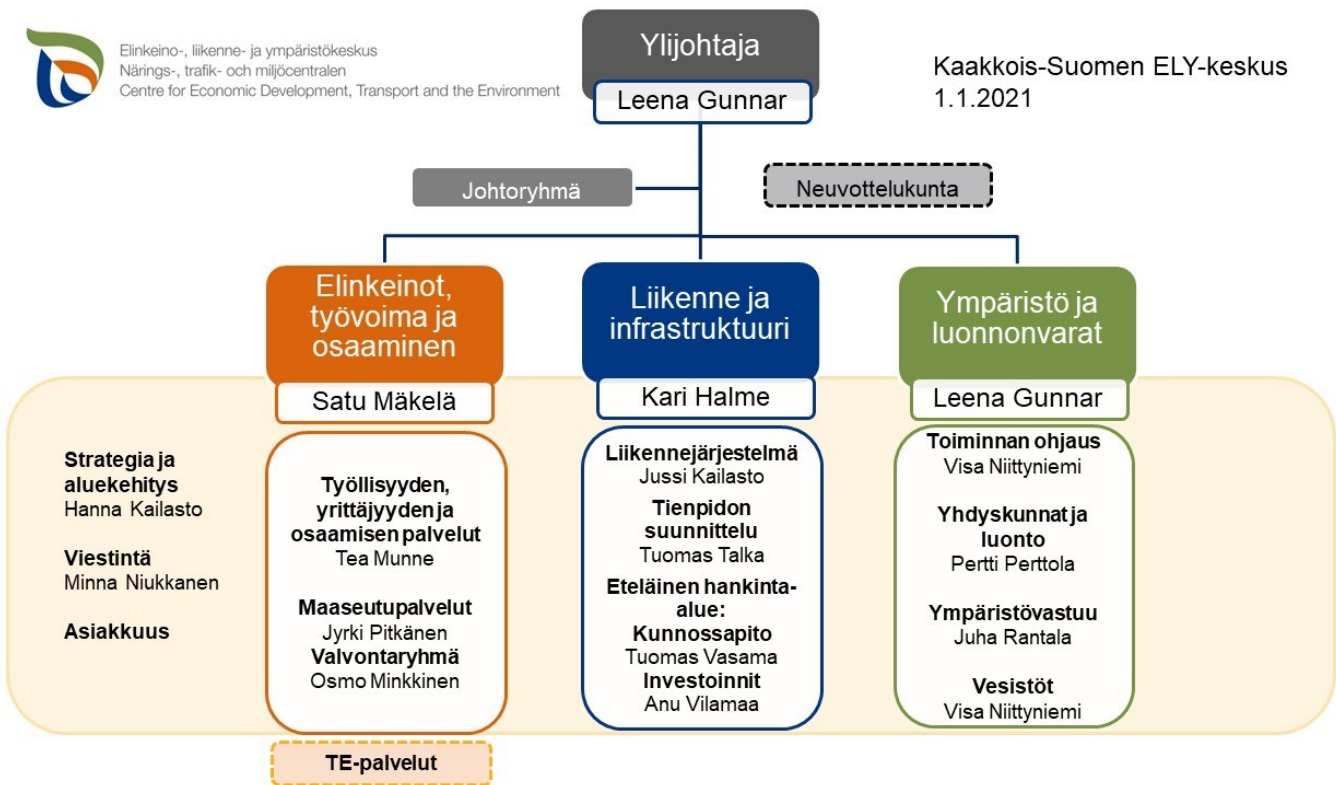 Elinkeino-, liikenne- ja ympäristökeskus
Närings-, trafik- och miljöcentralen
Centre for Economic Development, Transport and the Environment
Ylijohtaja
Leena Gunnar
Kaakkois-Suomen ELY-keskus
1.1.2021
Johtoryhmä
Neuvottelukunta
Elinkeinot,
työvoima ja
osaaminen
Satu Mäkelä
Liikenne ja
infrastruktuuri
Kari Halme
Ympäristö ja
luonnonvarat
Leena Gunnar
Strategia ja
aluekehitys
Hanna Kailasto
Viestintä
Minna Niukkanen
Asiakkuus
Työllisyyden,
yrittäjyyden ja
osaamisen palvelut
Tea Munne
Maaseutupalvelut
Jyrki Pitkänen
Valvontaryhmä
Osmo Minkkinen
TE-palvelut
Liikennejärjestelmä
Jussi Kailasto
Tienpidon
suunnittelu
Tuomas Talka
Eteläinen hankinta-
alue:
Kunnossapito
Tuomas Vasama
Investoinnit
Anu Vilamaa
Toiminnan ohjaus
Visa Niittyniemi
Yhdyskunnat ja
luonto
Pertti Perttola
Ympäristövastuu
Juha Rantala
Vesistöt
Visa Niittyniemi